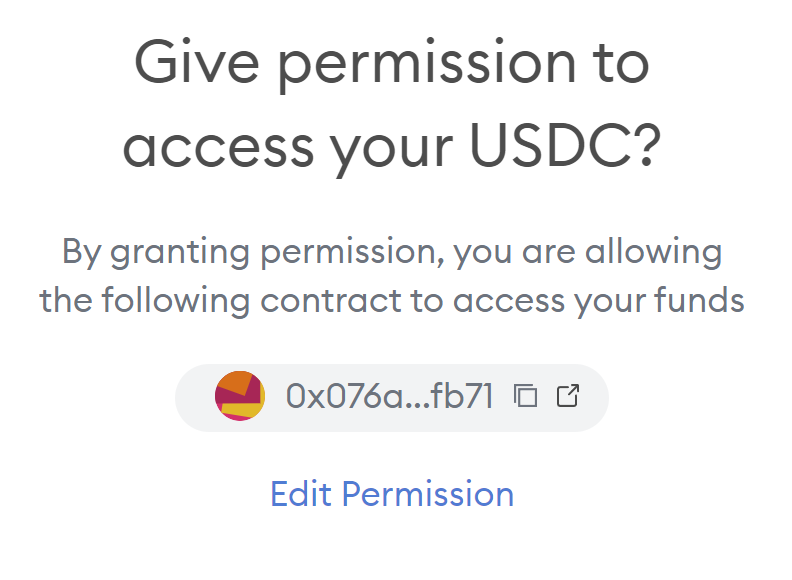 Give permission to
access your USDC?
By granting permission, you are allowing
the following contract to access your funds
0x076a...fb71
Edit Permission